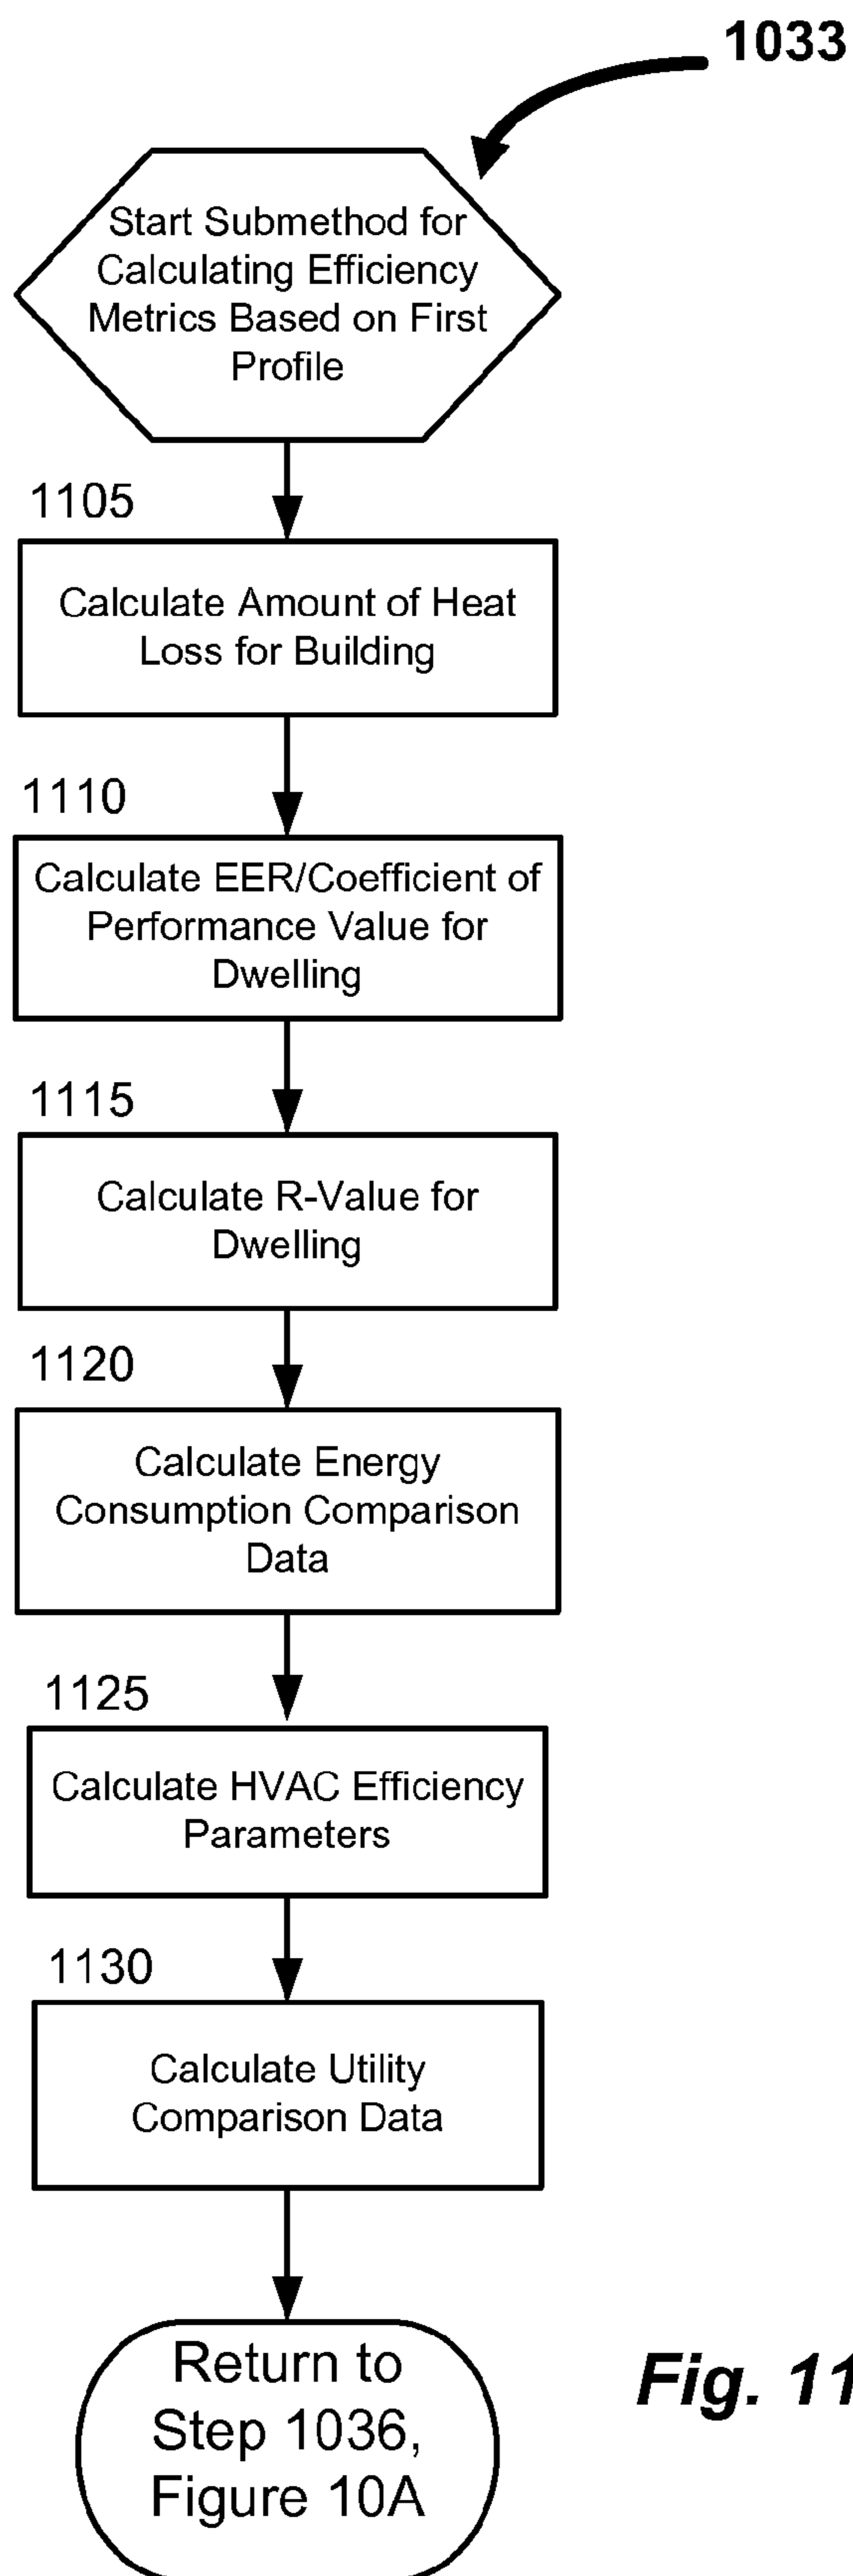 1033
Start Submethod for
Calculating Efficiency
Metrics Based on First
Profile
1105
Calculate Amount of Heat
Loss for Building
1110
Calculate EER/Coefficient of
Performance Value for
Dwelling
1115
Calculate R-Value for
Dwelling
1120
Calculate Energy
Consumption Comparison
Data
1125
Calculate HVAC Efficiency
Parameters
1130
Calculate Utility
Comparison Data
Return to
Step 1036,
Figure 10A
Fig. 11